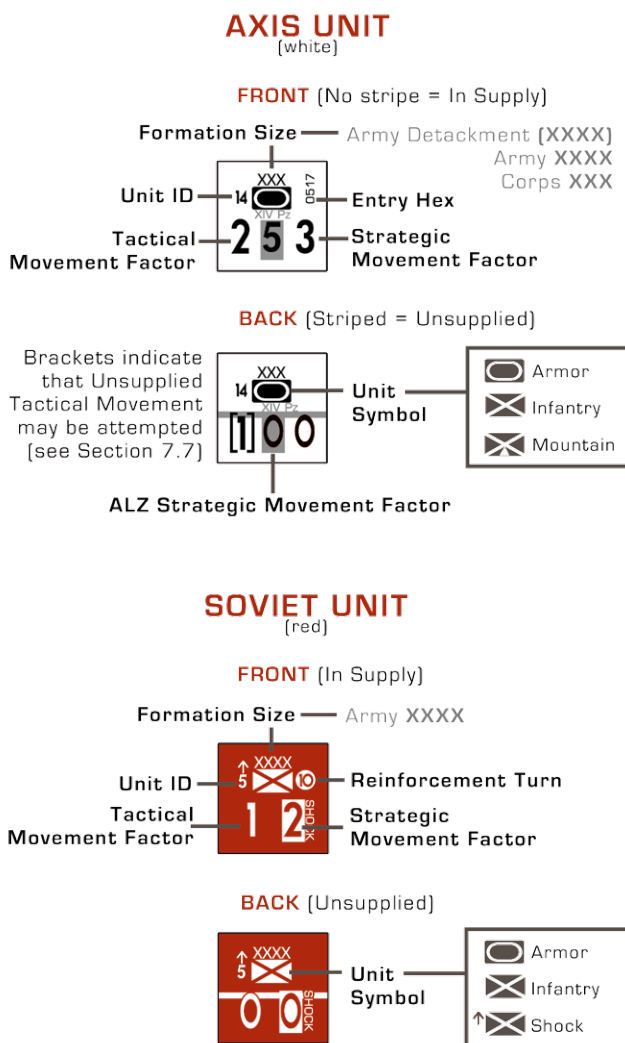 AXIS UNIT
(white)
FRONT (No stripe = In Supply)
Formation Size
Army Detackment (XXXX)
Army XXXX
Corps XXX
XXX
14
0517
XIV Pz
2 5 3
Unit ID
Entry Hex
Tactical
Movement Factor
Strategic
Movement Factor
BACK (Striped = Unsupplied)
Brackets indicate
that Unsupplied
Tactical Movement
may be attempted
(see Section 7.7)
XXX
14
XIV Pz
[1] 0 0
Unit
Symbol
Armor
Infantry
Mountain
ALZ Strategic Movement Factor
SOVIET UNIT
(red)
FRONT (In Supply)
Formation Size
Army XXXX
XXXX
5
10
1 2
SHOCK
Unit ID
Reinforcement Turn
Tactical
Movement Factor
Strategic
Movement Factor
BACK (Unsupplied)
XXXX
5
0 0
SHOCK
Unit
Symbol
Armor
Infantry
Shock